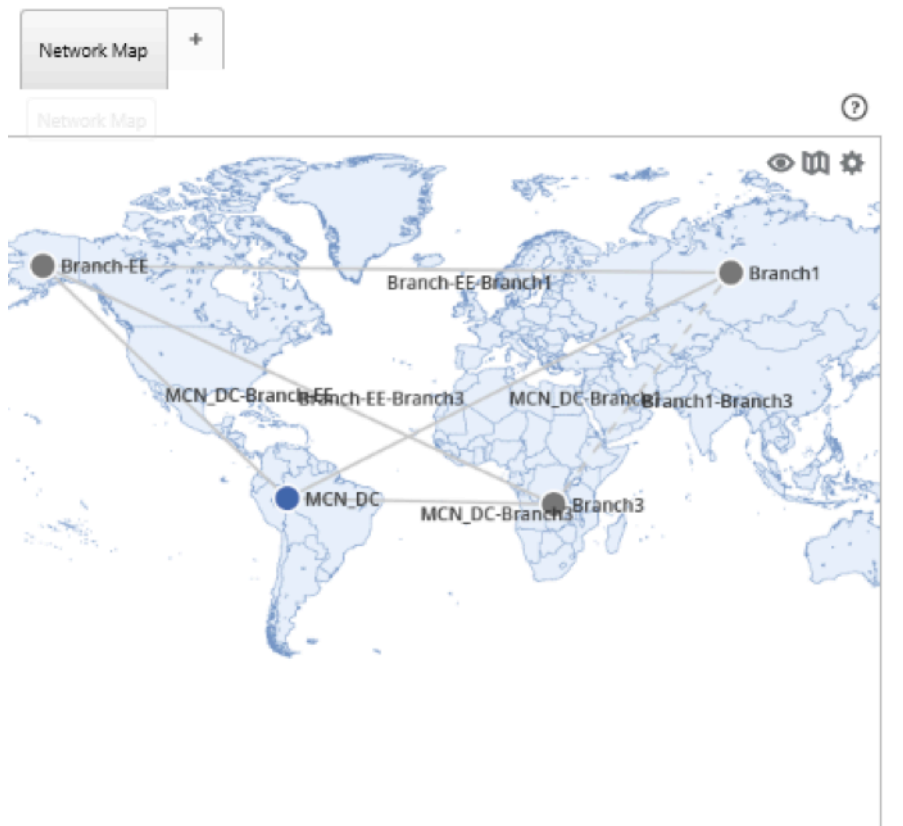 Network Map
+
Network Map
?
Branch-EE
Branch1
Branch-EE-Branch1
MCN_DC-Branch-EE
Branch-EE-Branch3
MCN_DC-Branch1
Branch1-Branch3
MCN_DC
Branch3
MCN_DC-Branch3